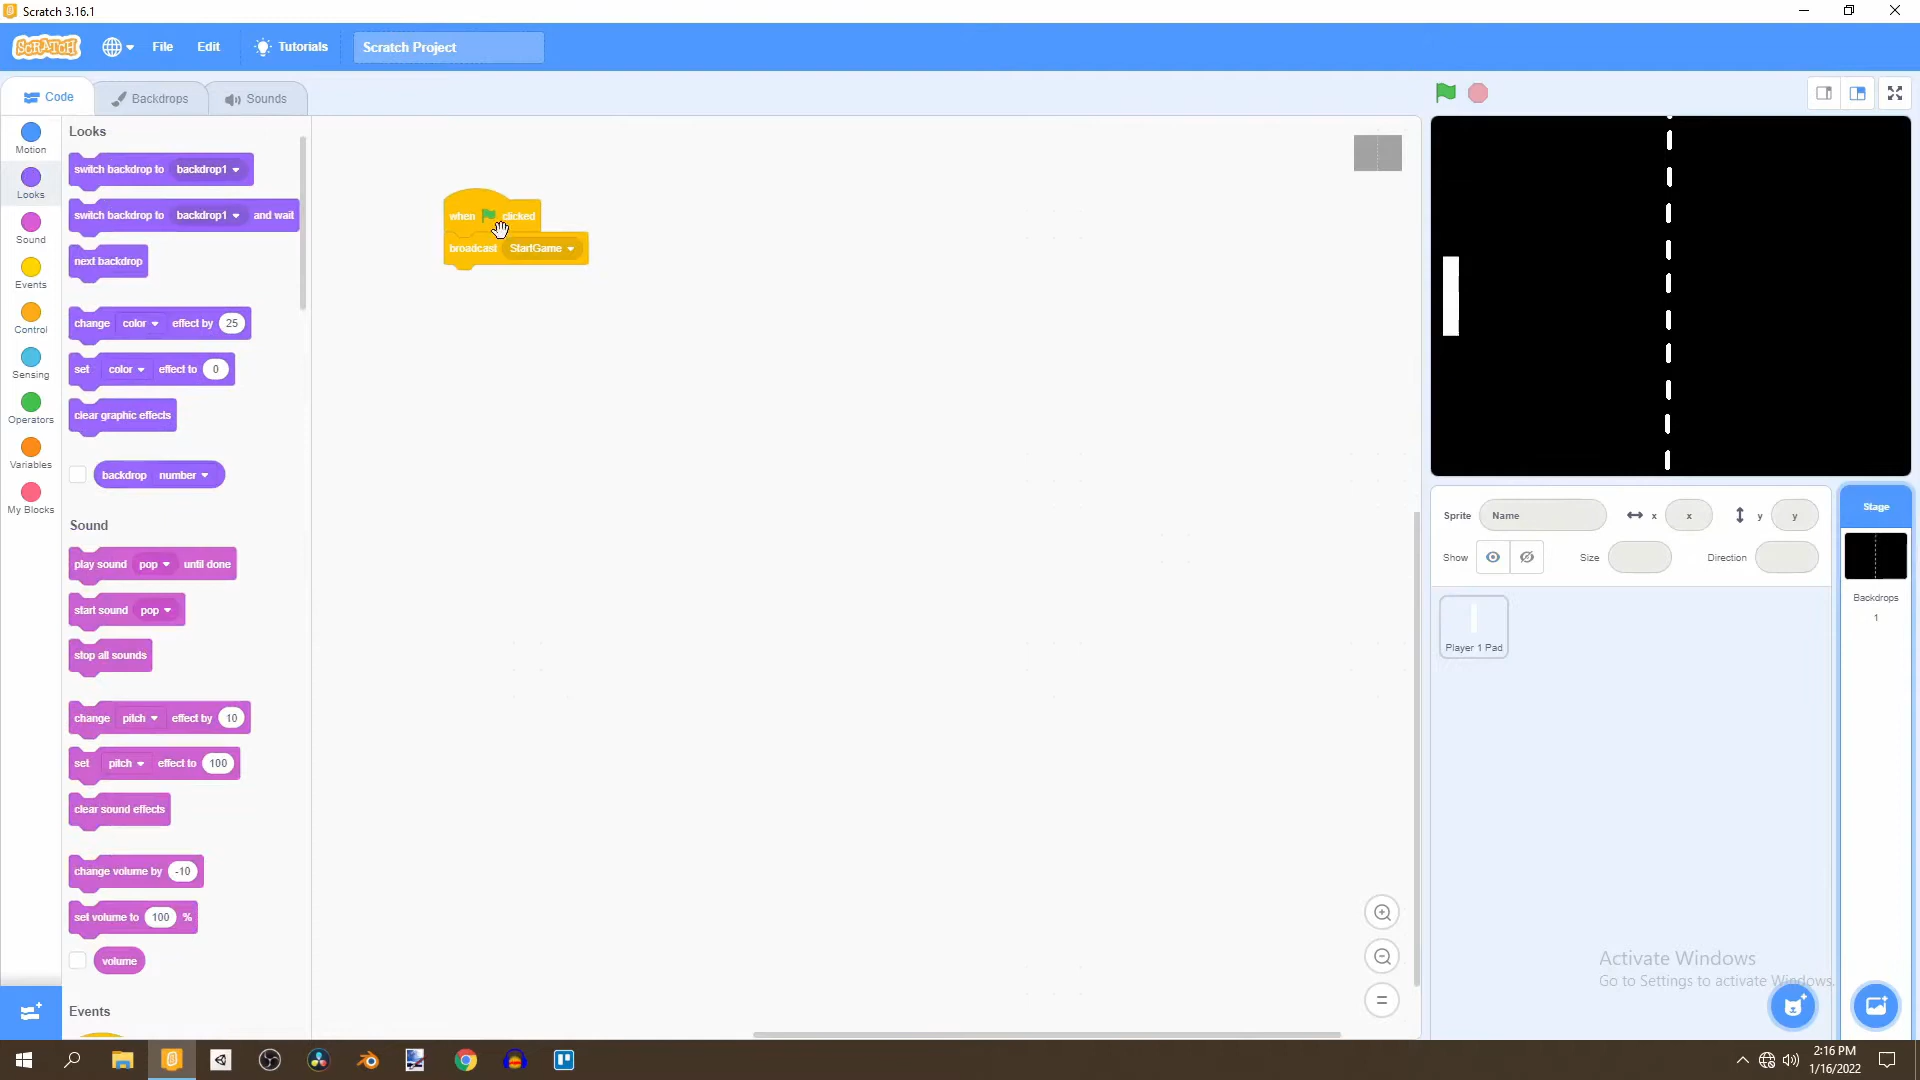 Scratch 3.16.1
SCRATCH File Edit Tutorials Scratch Project
Code Backdrops Sounds
Motion
Looks
Sound
Events
Control
Sensing
Operators
Variables
My Blocks
Looks
switch backdrop to backdrop1
switch backdrop to backdrop1 and wait
next backdrop
change color effect by 25
set color effect to 0
clear graphic effects
backdrop number
Sound
play sound pop until done
start sound pop
stop all sounds
change pitch effect by 10
set pitch effect to 100
clear sound effects
change volume by -10
set volume to 100 %
volume
Events
when clicked
broadcast StartGame
Sprite Name x x y y
Show Size Direction
Player 1 Pad
Stage
Backdrops
1
Activate Windows
Go to Settings to activate Windows.
2:16 PM
1/16/2022